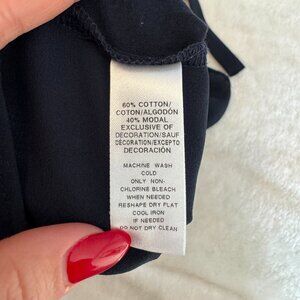 60% COTTON/
COTON/ALGODÓN
40% MODAL
EXCLUSIVE OF
DECORATION/SAUF
DÉCORATION/EXCEPTO
DECORACIÓN
MACHINE WASH
COLD
ONLY NON-
CHLORINE BLEACH
WHEN NEEDED
RESHAPE DRY FLAT
COOL IRON
IF NEEDED
DO NOT DRY CLEAN